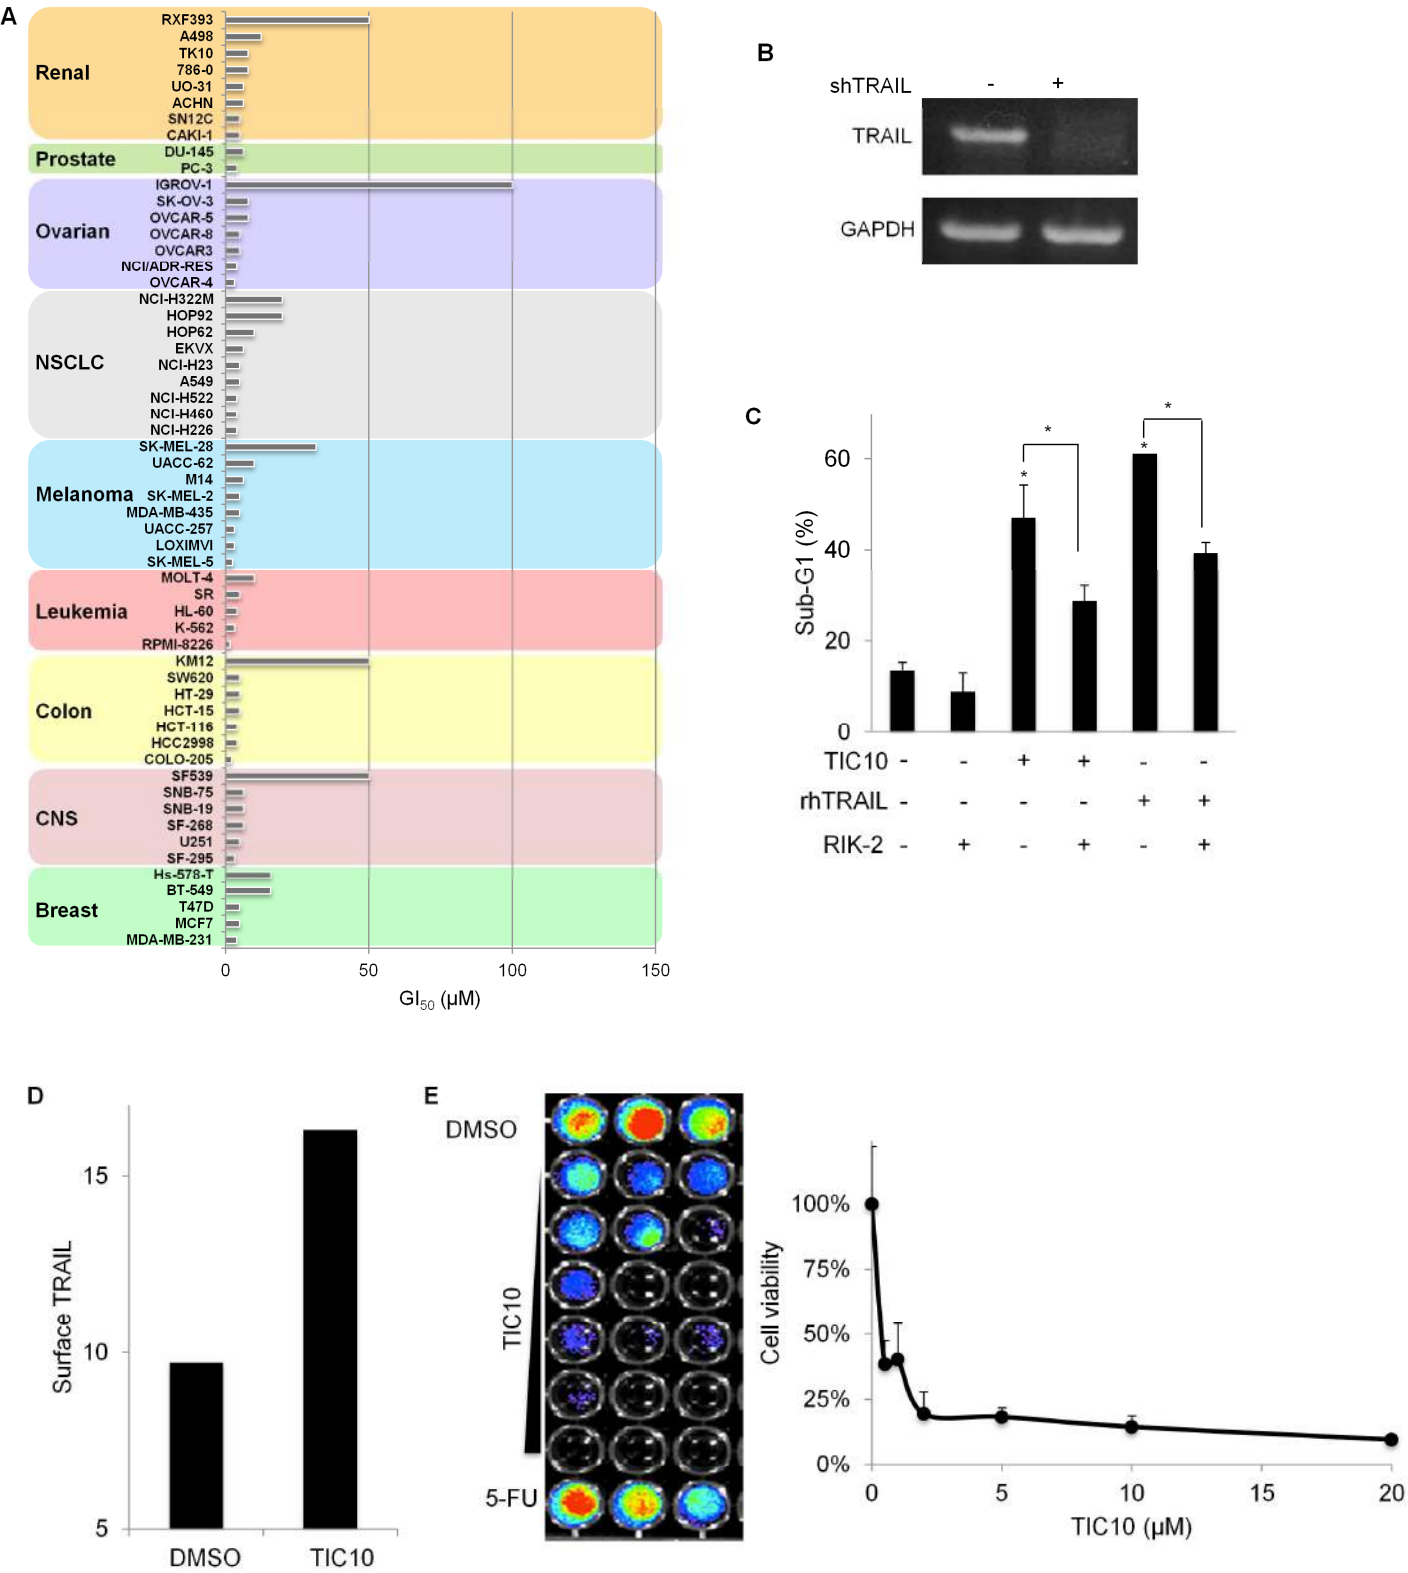 A
Renal
RXF393
A498
TK10
786-0
UO-31
ACHN
SN12C
CAKI-1
Prostate
DU-145
PC-3
Ovarian
IGROV-1
SK-OV-3
OVCAR-5
OVCAR-8
OVCAR3
NCI/ADR-RES
OVCAR-4
NSCLC
NCI-H322M
HOP92
HOP62
EKVX
NCI-H23
A549
NCI-H522
NCI-H460
NCI-H226
Melanoma
SK-MEL-28
UACC-62
M14
SK-MEL-2
MDA-MB-435
UACC-257
LOXIMVI
SK-MEL-5
Leukemia
MOLT-4
SR
HL-60
K-562
RPMI-8226
Colon
KM12
SW620
HT-29
HCT-15
HCT-116
HCC2998
COLO-205
CNS
SF539
SNB-75
SNB-19
SF-268
U251
SF-295
Breast
Hs-578-T
BT-549
T47D
MCF7
MDA-MB-231
0 50 100 150
GI50 (µM)
B
shTRAIL - +
TRAIL
GAPDH
C
Sub-G1 (%)
60
40
20
0
* * * *
TIC10 - - + + - -
rhTRAIL - - - - + +
RIK-2 - + - + - +
D
Surface TRAIL
15
10
5
DMSO TIC10
E
DMSO
TIC10
5-FU
Cell viability
100%
75%
50%
25%
0%
0 5 10 15 20
TIC10 (µM)